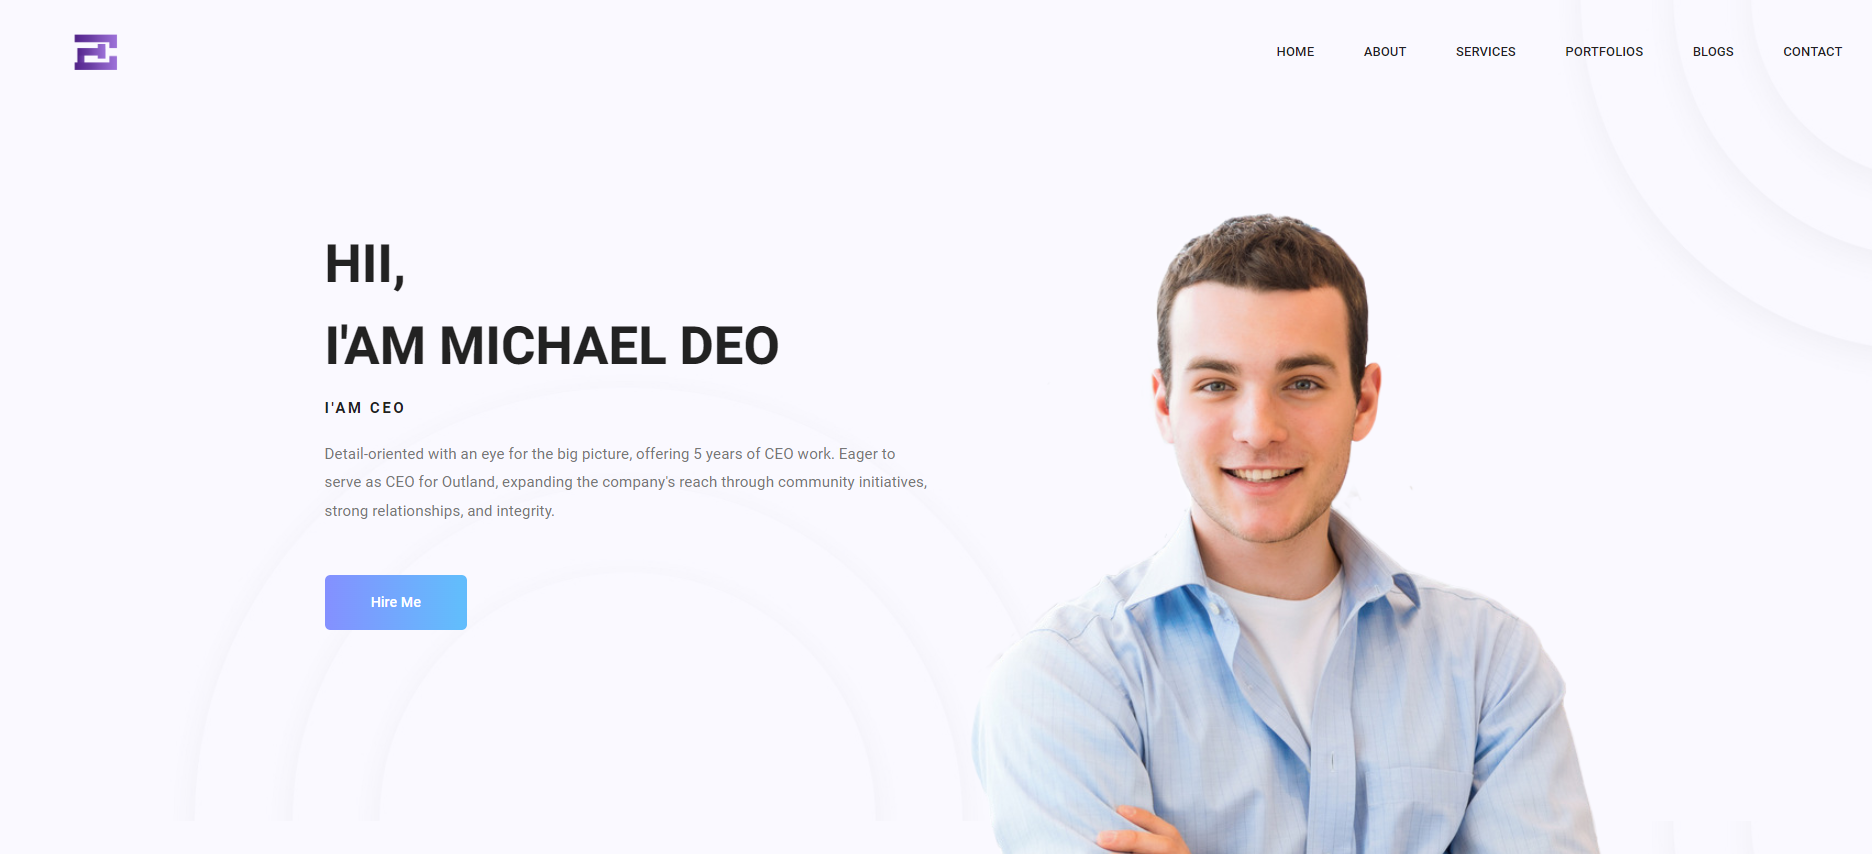 HOME ABOUT SERVICES PORTFOLIOS BLOGS CONTACT
HII,
I'AM MICHAEL DEO
I'AM CEO
Detail-oriented with an eye for the big picture, offering 5 years of CEO work. Eager to
serve as CEO for Outland, expanding the company's reach through community initiatives,
strong relationships, and integrity.
Hire Me